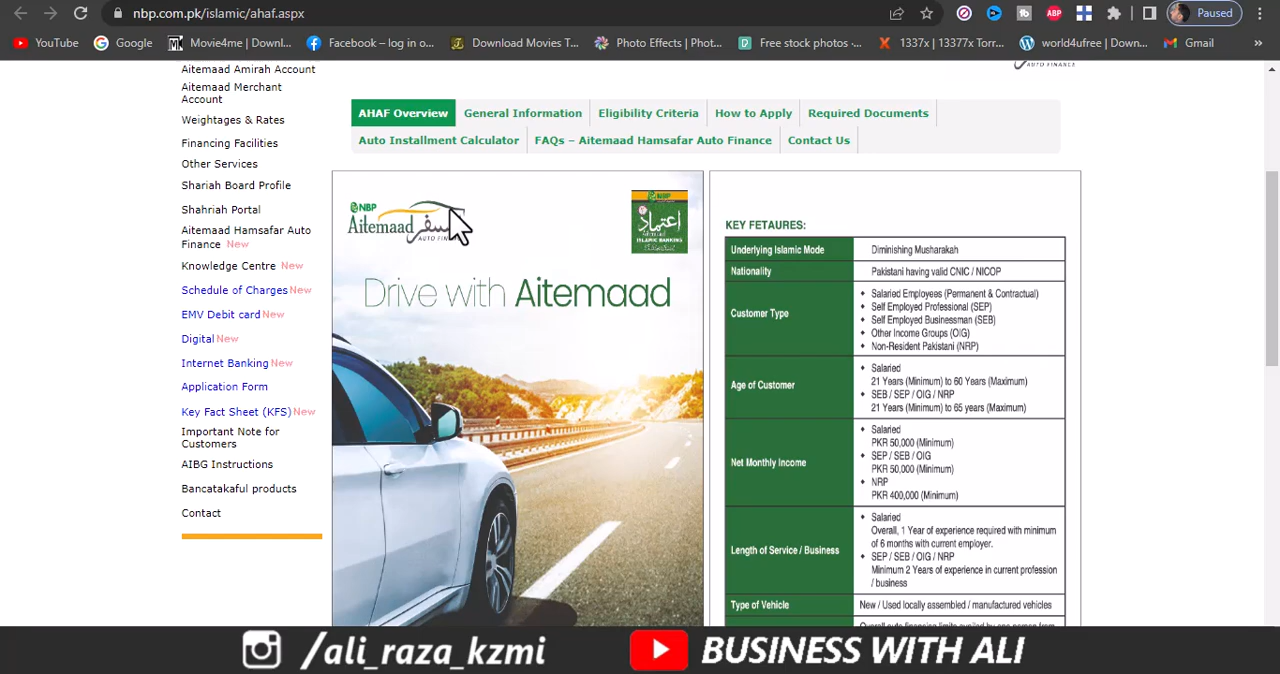 nbp.com.pk/islamic/ahaf.aspx
Paused
YouTube
Google
Movie4me | Downl...
Facebook – log in o...
Download Movies T...
Photo Effects | Phot...
Free stock photos ·...
1337x | 13377x Torr...
world4ufree | Down...
Gmail
Aitemaad Amirah Account
Aitemaad Merchant
Account
Weightages & Rates
Financing Facilities
Other Services
Shariah Board Profile
Shahriah Portal
Aitemaad Hamsafar Auto
Finance New
Knowledge Centre New
Schedule of Charges New
EMV Debit card New
Digital New
Internet Banking New
Application Form
Key Fact Sheet (KFS) New
Important Note for
Customers
AIBG Instructions
Bancatakaful products
Contact
AUTO FINANCE
AHAF Overview
General Information
Eligibility Criteria
How to Apply
Required Documents
Auto Installment Calculator
FAQs – Aitemaad Hamsafar Auto Finance
Contact Us
NBP
Aitemaad
اعتماد
ISLAMIC BANKING
Drive with Aitemaad
KEY FETAURES:
Underlying Islamic Mode
Diminishing Musharakah
Nationality
Pakistani having valid CNIC / NICOP
Customer Type
♦ Salaried Employees (Permanent & Contractual)
♦ Self Employed Professional (SEP)
♦ Self Employed Businessman (SEB)
♦ Other Income Groups (OIG)
♦ Non-Resident Pakistani (NRP)
Age of Customer
♦ Salaried
21 Years (Minimum) to 60 Years (Maximum)
♦ SEB / SEP / OIG / NRP
21 Years (Minimum) to 65 years (Maximum)
Net Monthly Income
♦ Salaried
PKR 50,000 (Minimum)
♦ SEP / SEB / OIG
PKR 50,000 (Minimum)
♦ NRP
PKR 400,000 (Minimum)
Length of Service / Business
♦ Salaried
Overall, 1 Year of experience required with minimum
of 6 months with current employer.
♦ SEP / SEB / OIG / NRP
Minimum 2 Years of experience in current profession
/ business
Type of Vehicle
New / Used locally assembled / manufactured vehicles
/ali_raza_kzmi
BUSINESS WITH ALI